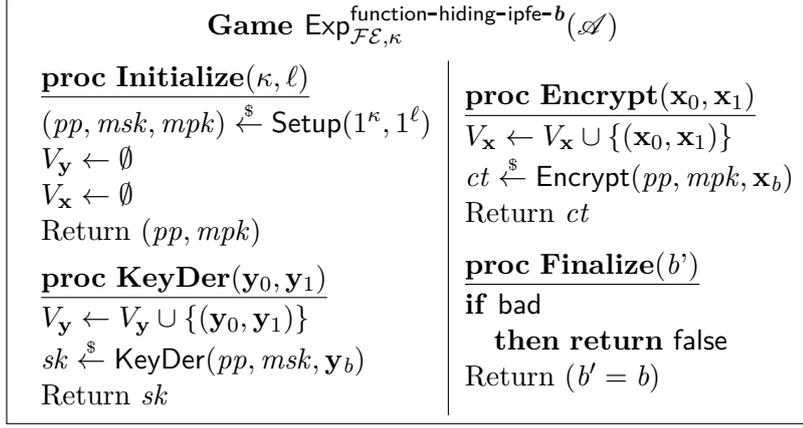 Game Exp^{function-hiding-ipfe-b}_{\mathcal{FE},κ}(𝒜)
proc Initialize(κ, ℓ)
(pp, msk, mpk) ←$ Setup(1^κ, 1^ℓ)
V_y ← ∅
V_x ← ∅
Return (pp, mpk)
proc KeyDer(y_0, y_1)
V_y ← V_y ∪ {(y_0, y_1)}
sk ←$ KeyDer(pp, msk, y_b)
Return sk
proc Encrypt(x_0, x_1)
V_x ← V_x ∪ {(x_0, x_1)}
ct ←$ Encrypt(pp, mpk, x_b)
Return ct
proc Finalize(b’)
if bad
then return false
Return (b′ = b)